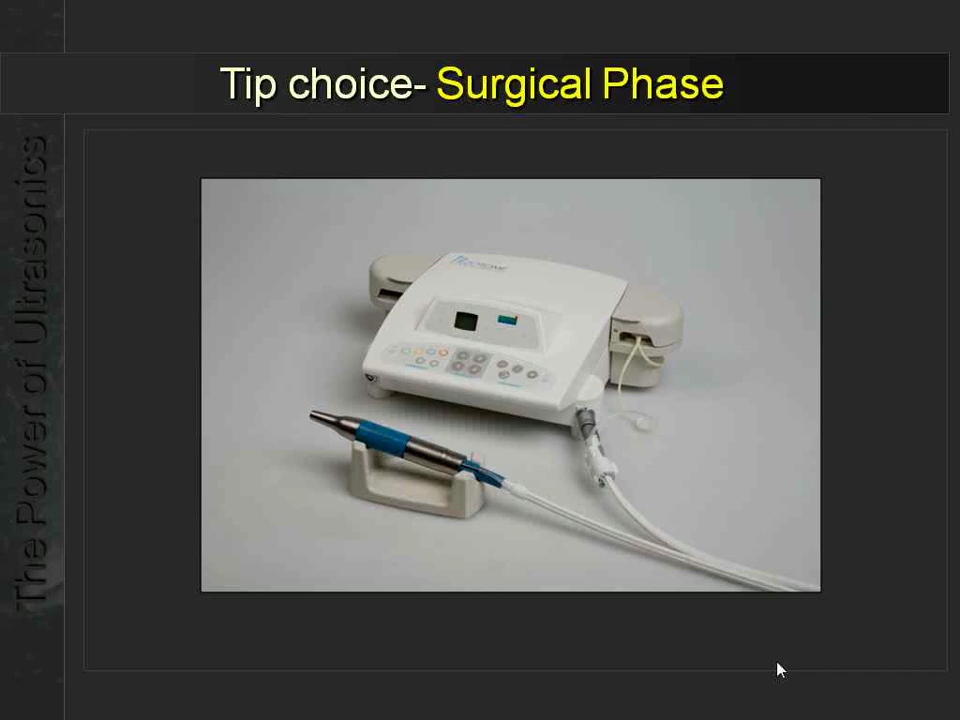 Tip choice- Surgical Phase
The Power of Ultrasonics